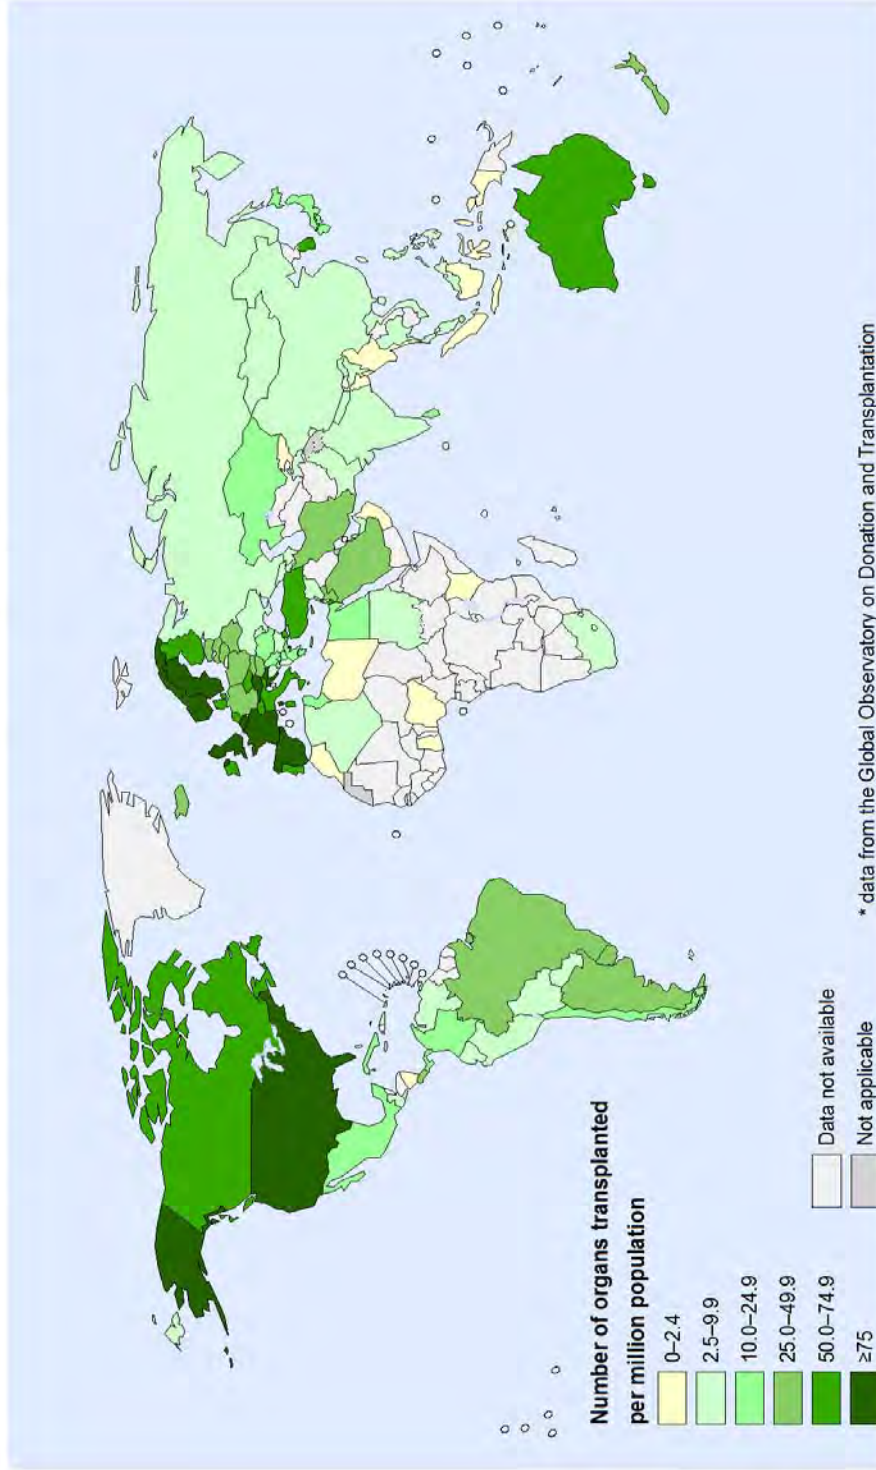 Number of organs transplanted
per million population
0–2.4
2.5–9.9
10.0–24.9
25.0–49.9
50.0–74.9
≥75
Data not available
Not applicable
* data from the Global Observatory on Donation and Transplantation